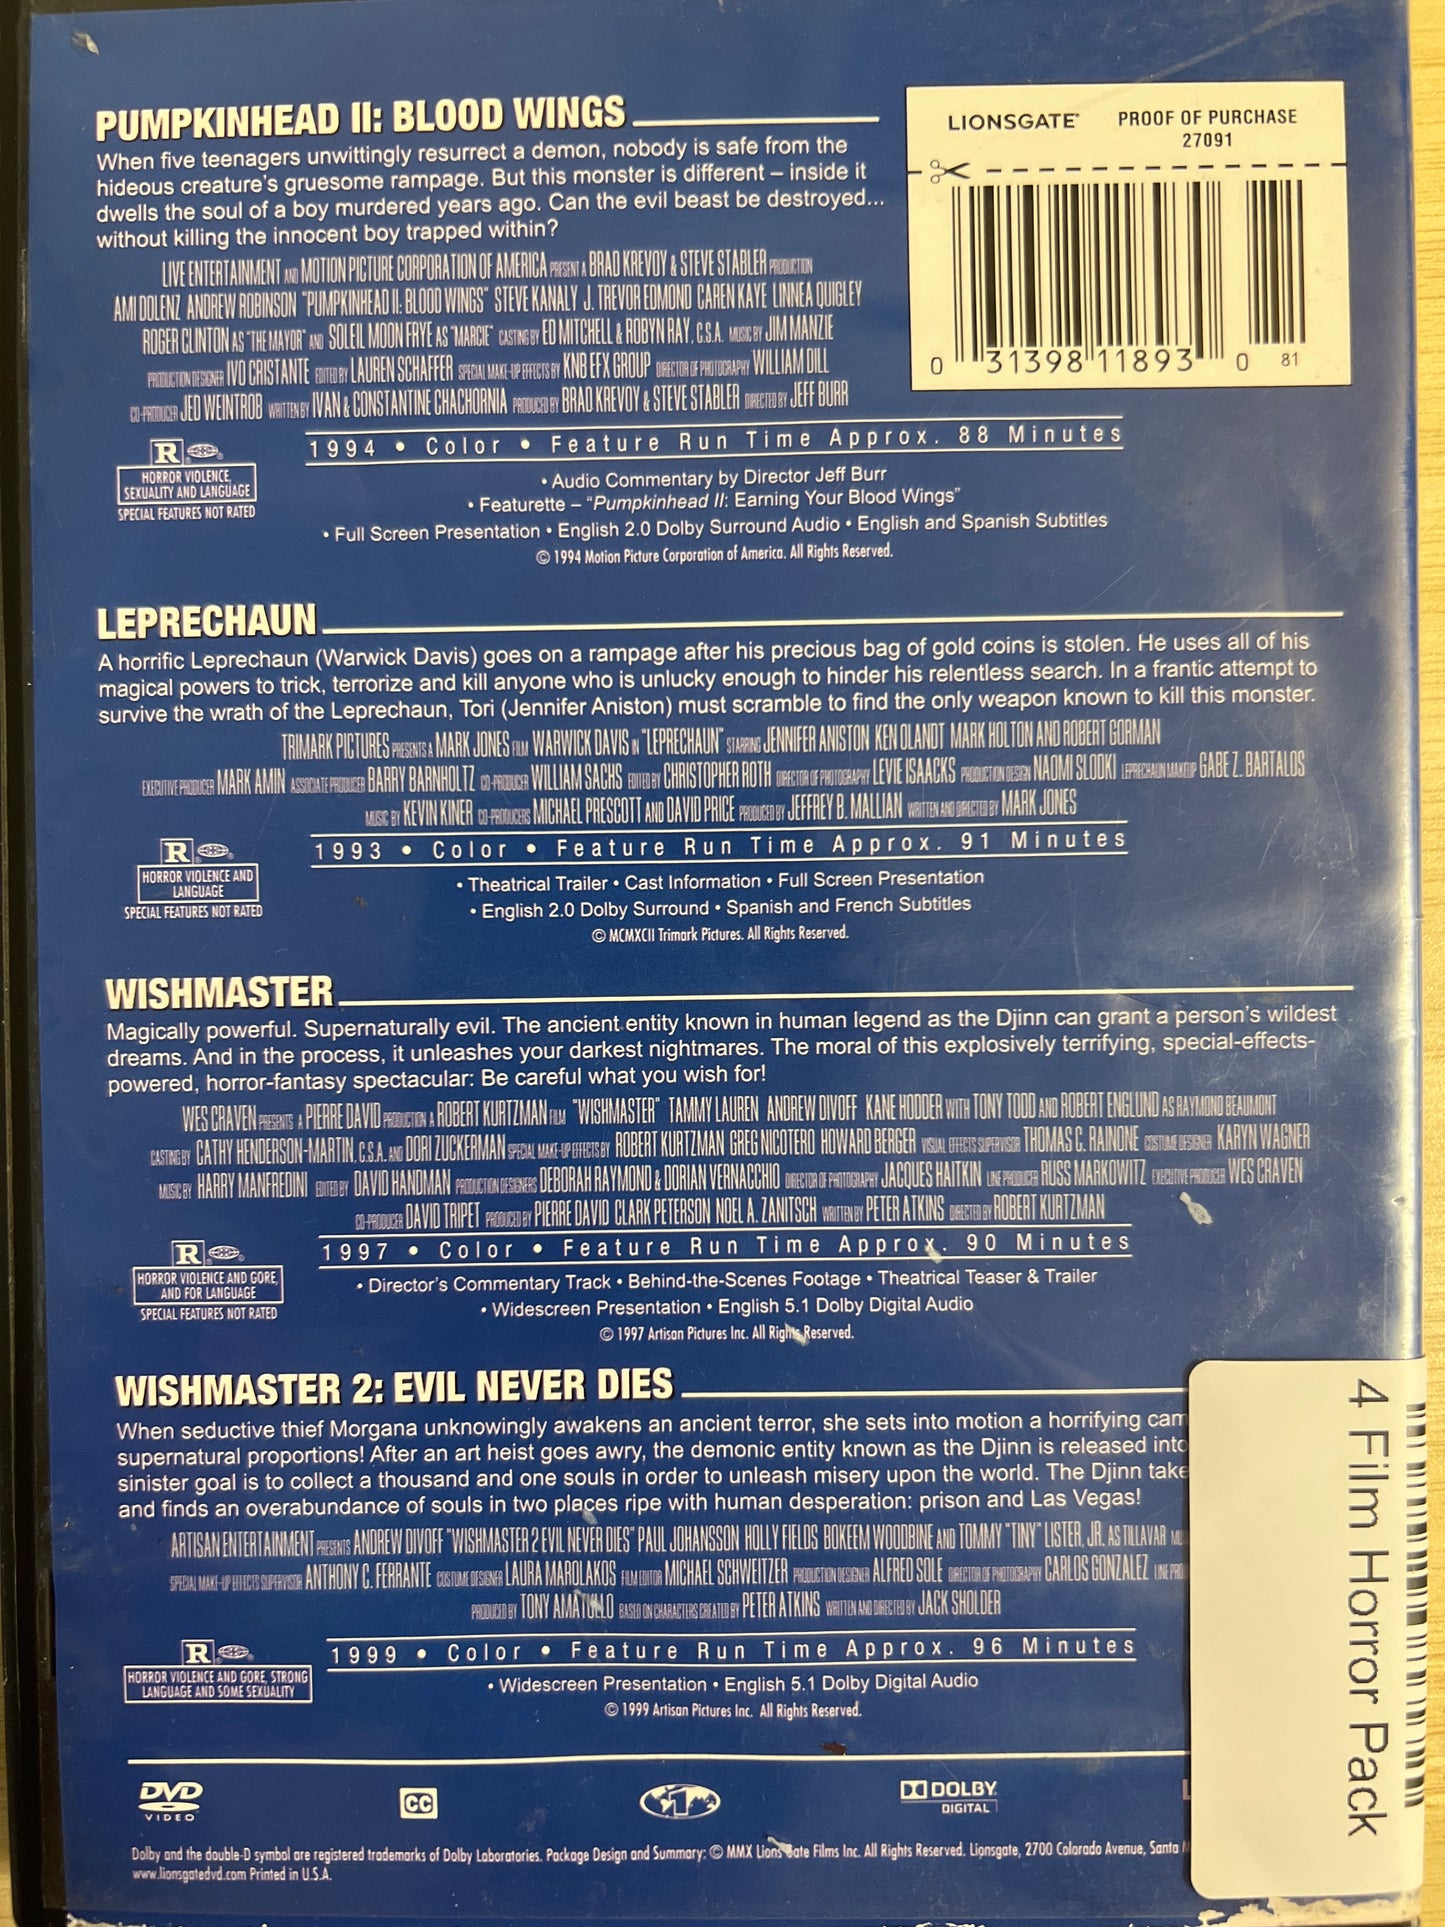 PUMPKINHEAD II: BLOOD WINGS
When five teenagers unwittingly resurrect a demon, nobody is safe from the
hideous creature's gruesome rampage. But this monster is different – inside it
dwells the soul of a boy murdered years ago. Can the evil beast be destroyed...
without killing the innocent boy trapped within?
LIVE ENTERTAINMENT AND MOTION PICTURE CORPORATION OF AMERICA PRESENT A BRAD KREVOY & STEVE STABLER PRODUCTION
AMI DOLENZ ANDREW ROBINSON "PUMPKINHEAD II: BLOOD WINGS" STEVE KANALY J. TREVOR EDMOND CAREN KAYE LINNEA QUIGLEY
ROGER CLINTON AS "THE MAYOR" AND SOLEIL MOON FRYE AS "MARCIE" CASTING BY ED MITCHELL & ROBYN RAY, C.S.A. MUSIC BY JIM MANZIE
PRODUCTION DESIGNER IVO CRISTANTE EDITED BY LAUREN SCHAFFER SPECIAL MAKE-UP EFFECTS BY KNB EFX GROUP DIRECTOR OF PHOTOGRAPHY WILLIAM DILL
CO-PRODUCER JED WEINTROB WRITTEN BY IVAN & CONSTANTINE CHACHORNIA PRODUCED BY BRAD KREVOY & STEVE STABLER DIRECTED BY JEFF BURR
LIONSGATE PROOF OF PURCHASE
27091
0 31398 11893 0 81
R
HORROR VIOLENCE,
SEXUALITY AND LANGUAGE
SPECIAL FEATURES NOT RATED
1994 • Color • Feature Run Time Approx. 88 Minutes
• Audio Commentary by Director Jeff Burr
• Featurette – "Pumpkinhead II: Earning Your Blood Wings"
• Full Screen Presentation • English 2.0 Dolby Surround Audio • English and Spanish Subtitles
© 1994 Motion Picture Corporation of America. All Rights Reserved.
LEPRECHAUN
A horrific Leprechaun (Warwick Davis) goes on a rampage after his precious bag of gold coins is stolen. He uses all of his
magical powers to trick, terrorize and kill anyone who is unlucky enough to hinder his relentless search. In a frantic attempt to
survive the wrath of the Leprechaun, Tori (Jennifer Aniston) must scramble to find the only weapon known to kill this monster.
TRIMARK PICTURES PRESENTS A MARK JONES FILM WARWICK DAVIS IN "LEPRECHAUN" STARRING JENNIFER ANISTON KEN OLANDT MARK HOLTON AND ROBERT GORMAN
EXECUTIVE PRODUCER MARK AMIN ASSOCIATE PRODUCER BARRY BARNHOLTZ CO-PRODUCER WILLIAM SACHS EDITED BY CHRISTOPHER ROTH DIRECTOR OF PHOTOGRAPHY LEVIE ISAACKS PRODUCTION DESIGN NAOMI SLODKI LEPRECHAUN MAKEUP GABE Z. BARTALOS
MUSIC BY KEVIN KINER CO-PRODUCERS MICHAEL PRESCOTT AND DAVID PRICE PRODUCED BY JEFFREY B. MALLIAN WRITTEN AND DIRECTED BY MARK JONES
R
HORROR VIOLENCE AND
LANGUAGE
SPECIAL FEATURES NOT RATED
1993 • Color • Feature Run Time Approx. 91 Minutes
• Theatrical Trailer • Cast Information • Full Screen Presentation
• English 2.0 Dolby Surround • Spanish and French Subtitles
© MCMXCII Trimark Pictures. All Rights Reserved.
WISHMASTER
Magically powerful. Supernaturally evil. The ancient entity known in human legend as the Djinn can grant a person's wildest
dreams. And in the process, it unleashes your darkest nightmares. The moral of this explosively terrifying, special-effects-
powered, horror-fantasy spectacular: Be careful what you wish for!
WES CRAVEN PRESENTS A PIERRE DAVID PRODUCTION A ROBERT KURTZMAN FILM "WISHMASTER" TAMMY LAUREN ANDREW DIVOFF KANE HODDER WITH TONY TODD AND ROBERT ENGLUND AS RAYMOND BEAUMONT
CASTING BY CATHY HENDERSON-MARTIN, C.S.A. AND DORI ZUCKERMAN SPECIAL MAKE-UP EFFECTS BY ROBERT KURTZMAN GREG NICOTERO HOWARD BERGER VISUAL EFFECTS SUPERVISOR THOMAS C. RAINONE COSTUME DESIGNER KARYN WAGNER
MUSIC BY HARRY MANFREDINI EDITED BY DAVID HANDMAN PRODUCTION DESIGNERS DEBORAH RAYMOND & DORIAN VERNACCHIO DIRECTOR OF PHOTOGRAPHY JACQUES HAITKIN LINE PRODUCER RUSS MARKOWITZ EXECUTIVE PRODUCER WES CRAVEN
CO-PRODUCER DAVID TRIPET PRODUCED BY PIERRE DAVID CLARK PETERSON NOEL A. ZANITSCH WRITTEN BY PETER ATKINS DIRECTED BY ROBERT KURTZMAN
R
HORROR VIOLENCE AND GORE,
AND FOR LANGUAGE
SPECIAL FEATURES NOT RATED
1997 • Color • Feature Run Time Approx. 90 Minutes
• Director's Commentary Track • Behind-the-Scenes Footage • Theatrical Teaser & Trailer
• Widescreen Presentation • English 5.1 Dolby Digital Audio
© 1997 Artisan Pictures Inc. All Rights Reserved.
WISHMASTER 2: EVIL NEVER DIES
When seductive thief Morgana unknowingly awakens an ancient terror, she sets into motion a horrifying cam
supernatural proportions! After an art heist goes awry, the demonic entity known as the Djinn is released into
sinister goal is to collect a thousand and one souls in order to unleash misery upon the world. The Djinn take
and finds an overabundance of souls in two places ripe with human desperation: prison and Las Vegas!
ARTISAN ENTERTAINMENT PRESENTS ANDREW DIVOFF "WISHMASTER 2 EVIL NEVER DIES" PAUL JOHANSSON HOLLY FIELDS BOKEEM WOODBINE AND TOMMY "TINY" LISTER, JR. AS TILLAVAR
SPECIAL MAKE-UP EFFECTS SUPERVISOR ANTHONY C. FERRANTE COSTUME DESIGNER LAURA MAROLAKOS FILM EDITOR MICHAEL SCHWEITZER PRODUCTION DESIGNER ALFRED SOLE DIRECTOR OF PHOTOGRAPHY CARLOS GONZALEZ LINE PRO
PRODUCED BY TONY AMATULLO BASED ON CHARACTERS CREATED BY PETER ATKINS WRITTEN AND DIRECTED BY JACK SHOLDER
R
HORROR VIOLENCE AND GORE, STRONG
LANGUAGE AND SOME SEXUALITY
1999 • Color • Feature Run Time Approx. 96 Minutes
• Widescreen Presentation • English 5.1 Dolby Digital Audio
© 1999 Artisan Pictures Inc. All Rights Reserved.
4 Film Horror Pack
DVD VIDEO
CC
1
DOLBY DIGITAL
Dolby and the double-D symbol are registered trademarks of Dolby Laboratories. Package Design and Summary: © MMX Lions Gate Films Inc. All Rights Reserved. Lionsgate, 2700 Colorado Avenue, Santa M
www.lionsgatedvd.com Printed in U.S.A.